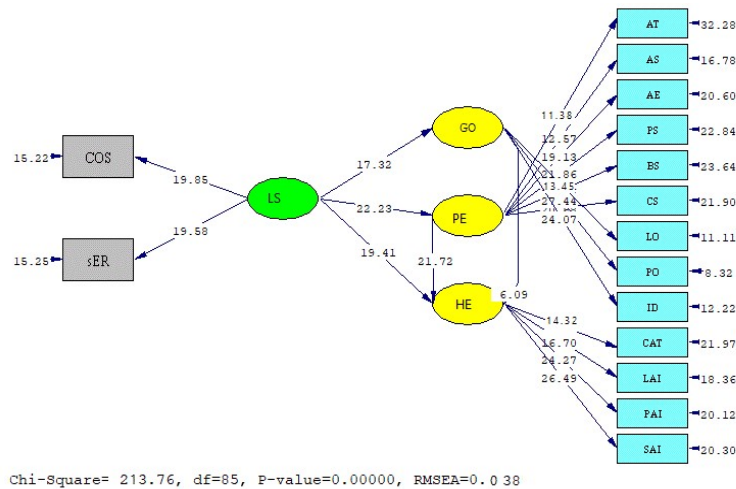 AT 32.28
AS 16.78
AE 20.60
11.38
GO
PS 22.84
12.57
15.22 COS
17.32
19.13
BS 23.64
21.86
19.85
13.45
LS
CS 21.90
27.44
22.23
PE
24.07
LO 11.11
19.58
19.41
15.25 sER
21.72
PO 8.32
HE
6.09
ID 12.22
14.32
CAT 21.97
16.70
24.27
LAI 18.36
26.49
PAI 20.12
SAI 20.30
Chi-Square= 213.76, df=85, P-value=0.00000, RMSEA=0.038